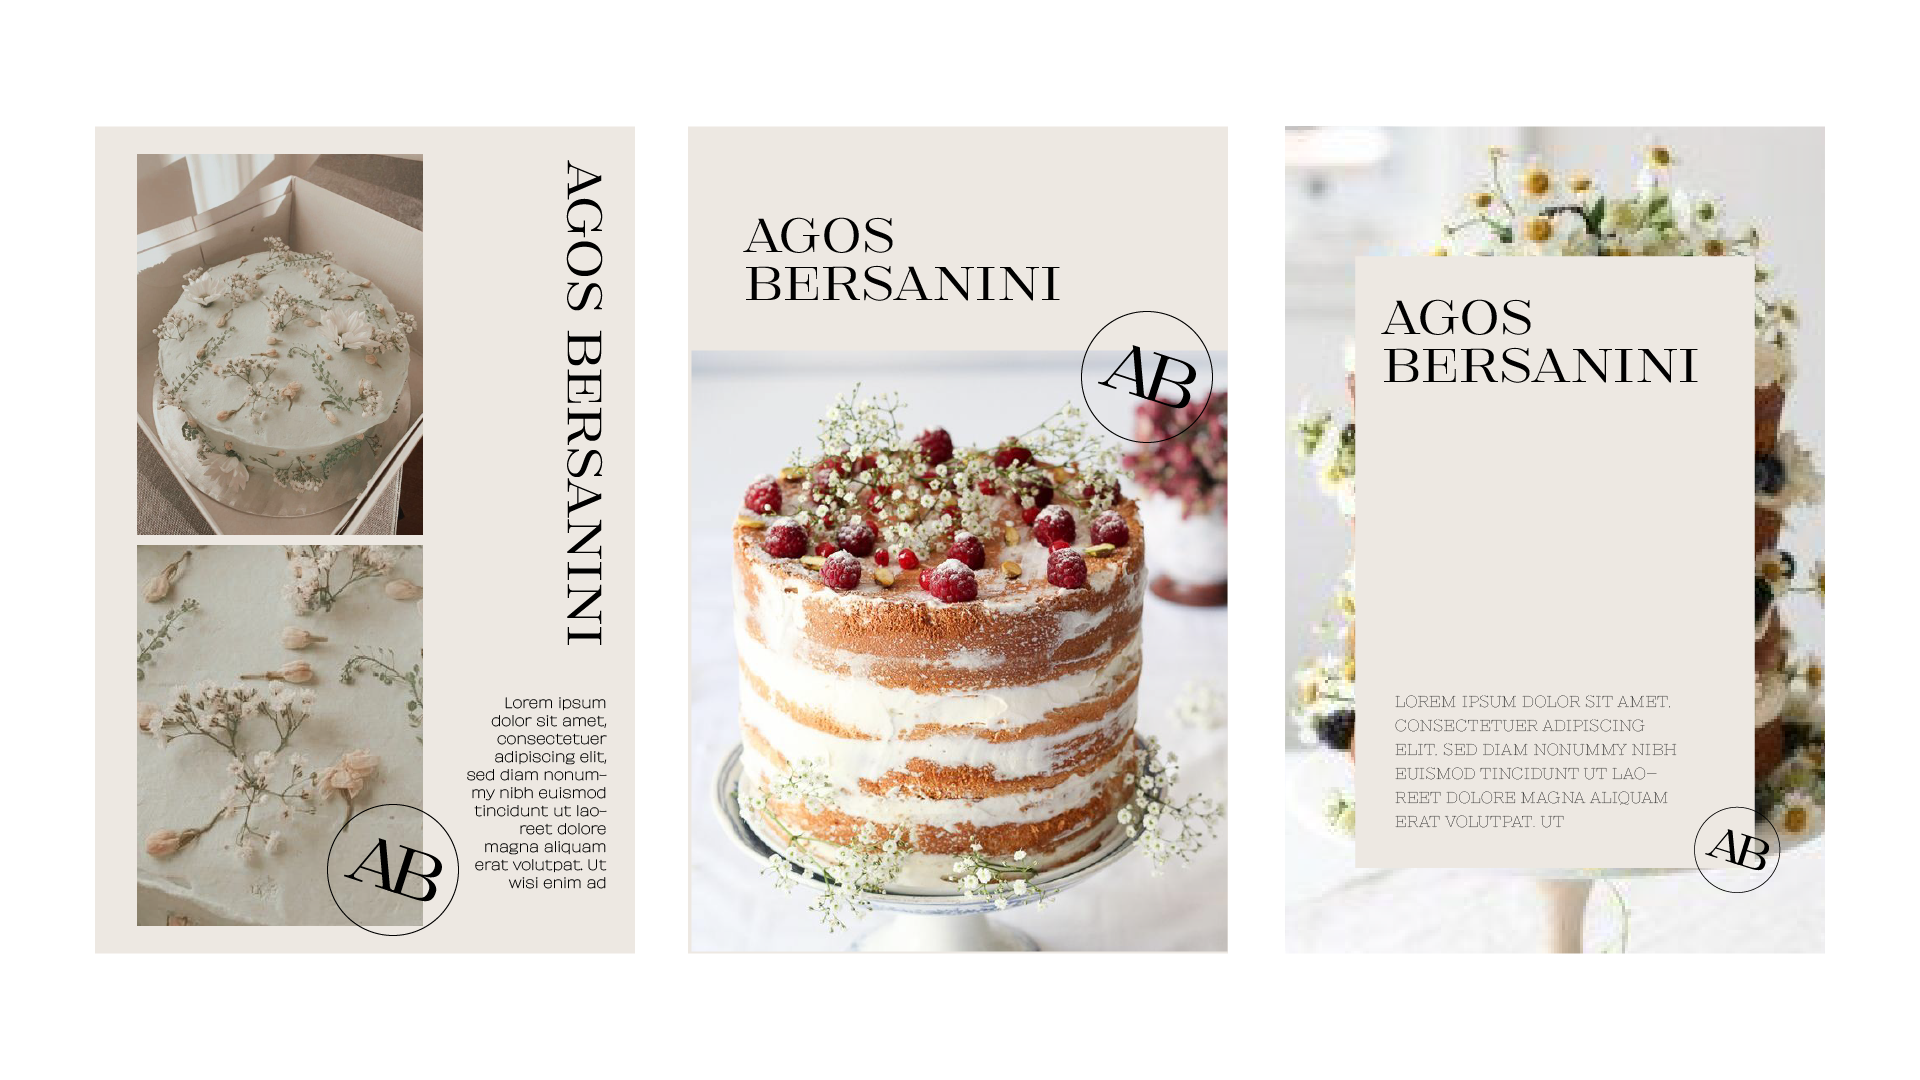 AGOS BERSANINI
Lorem ipsum
dolor sit amet,
consectetuer
adipiscing elit,
sed diam nonum-
my nibh euismod
tincidunt ut lao-
reet dolore
magna aliquam
erat volutpat. Ut
wisi enim ad
AB
AGOS
BERSANINI
AB
AGOS
BERSANINI
LOREM IPSUM DOLOR SIT AMET,
CONSECTETUER ADIPISCING
ELIT, SED DIAM NONUMMY NIBH
EUISMOD TINCIDUNT UT LAO-
REET DOLORE MAGNA ALIQUAM
ERAT VOLUTPAT. UT
AB